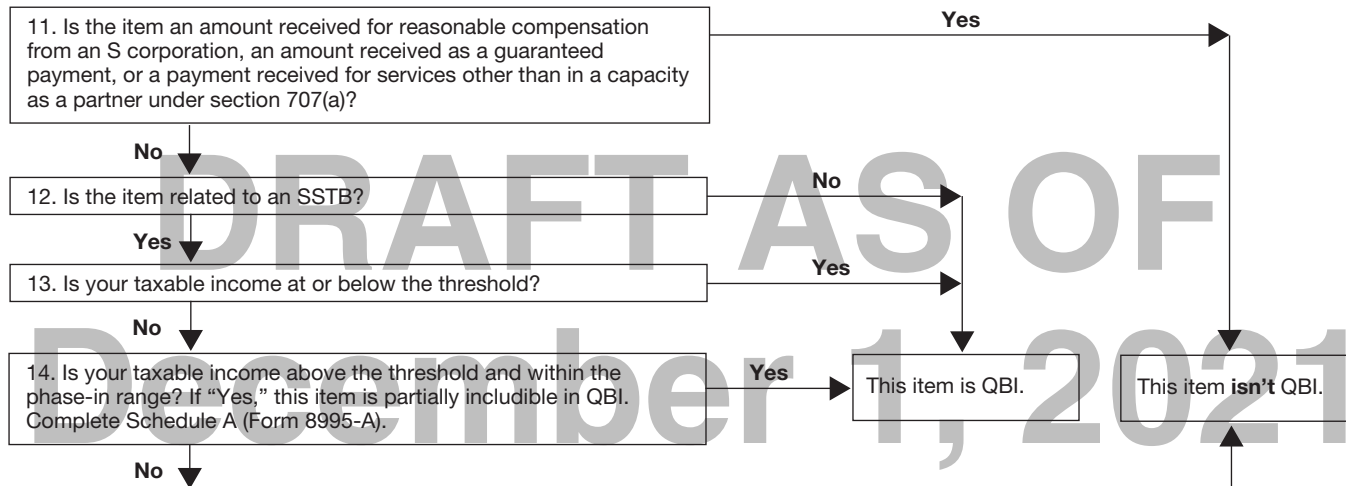 11. Is the item an amount received for reasonable compensation
from an S corporation, an amount received as a guaranteed
payment, or a payment received for services other than in a capacity
as a partner under section 707(a)?
Yes
No
12. Is the item related to an SSTB?
No
Yes
13. Is your taxable income at or below the threshold?
Yes
No
14. Is your taxable income above the threshold and within the
phase-in range? If “Yes,” this item is partially includible in QBI.
Complete Schedule A (Form 8995-A).
Yes
This item is QBI.
This item isn’t QBI.
No
DRAFT AS OF
December 1, 2021